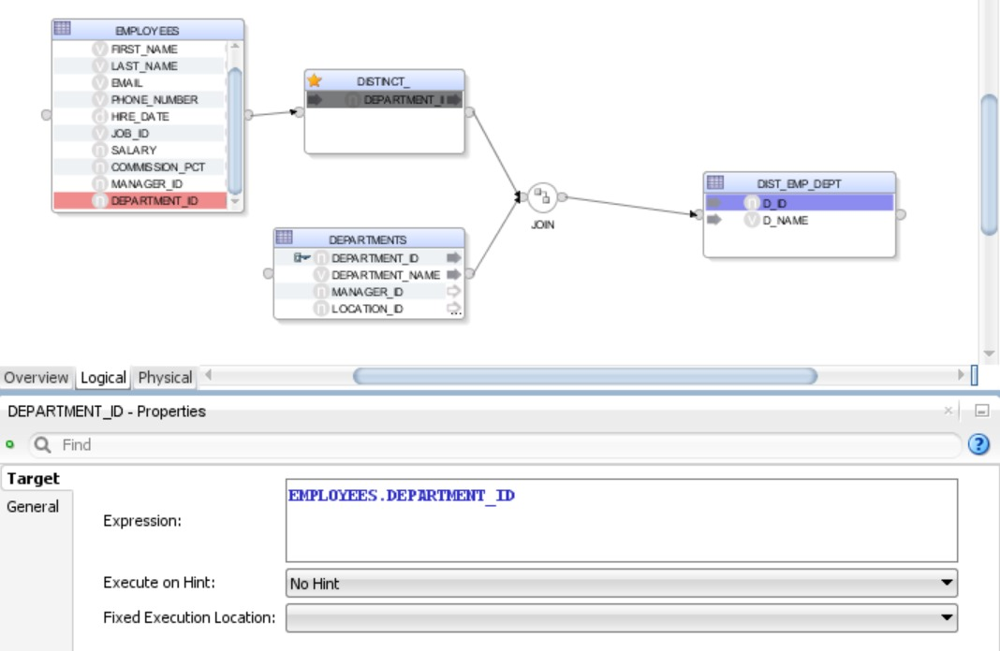 EMPLOYEES
FIRST_NAME
LAST_NAME
EMAIL
PHONE_NUMBER
HIRE_DATE
JOB_ID
SALARY
COMMISSION_PCT
MANAGER_ID
DEPARTMENT_ID
DISTINCT_
DEPARTMENT_I
DEPARTMENTS
DEPARTMENT_ID
DEPARTMENT_NAME
MANAGER_ID
LOCATION_ID
JOIN
DIST_EMP_DEPT
D_ID
D_NAME
Overview Logical Physical
DEPARTMENT_ID - Properties
Find
Target
General
Expression:
EMPLOYEES.DEPARTMENT_ID
Execute on Hint:
No Hint
Fixed Execution Location: